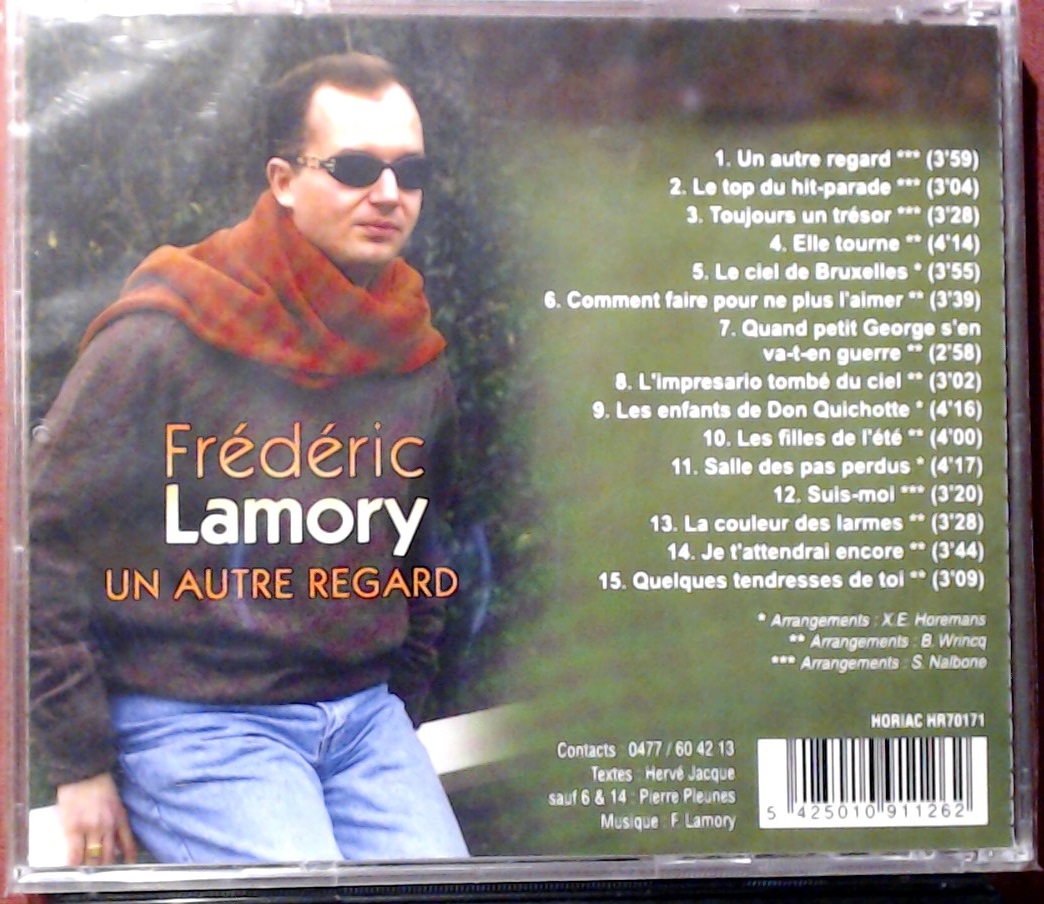 Frédéric
Lamory
UN AUTRE REGARD
1. Un autre regard *** (3'59)
2. Le top du hit-parade *** (3'04)
3. Toujours un trésor *** (3'28)
4. Elle tourne ** (4'14)
5. Le ciel de Bruxelles * (3'55)
6. Comment faire pour ne plus l'aimer ** (3'39)
7. Quand petit George s'en
va-t-en guerre ** (2'58)
8. L'impresario tombé du ciel ** (3'02)
9. Les enfants de Don Quichotte * (4'16)
10. Les filles de l'été ** (4'00)
11. Salle des pas perdus * (4'17)
12. Suis-moi *** (3'20)
13. La couleur des larmes ** (3'28)
14. Je t'attendrai encore ** (3'44)
15. Quelques tendresses de toi ** (3'09)
* Arrangements : X.E. Horemans
** Arrangements : B. Wrincq
*** Arrangements : S. Nalbone
HORIAC HR70171
Contacts : 0477 / 60 42 13
Textes : Hervé Jacque
sauf 6 & 14 : Pierre Pleunes
Musique : F. Lamory
5 425010 911262